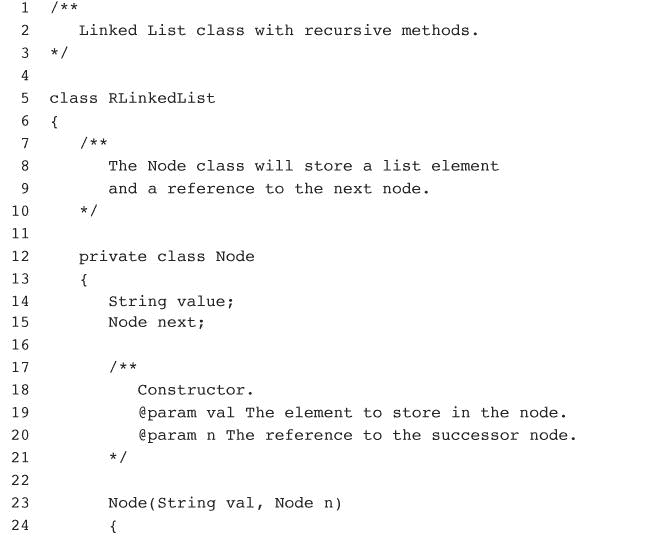 1 /**
2    Linked List class with recursive methods.
3 */
4
5 class RLinkedList
6 {
7    /**
8       The Node class will store a list element
9       and a reference to the next node.
10    */
11
12    private class Node
13    {
14       String value;
15       Node next;
16
17       /**
18          Constructor.
19          @param val The element to store in the node.
20          @param n The reference to the successor node.
21       */
22
23       Node(String val, Node n)
24       {